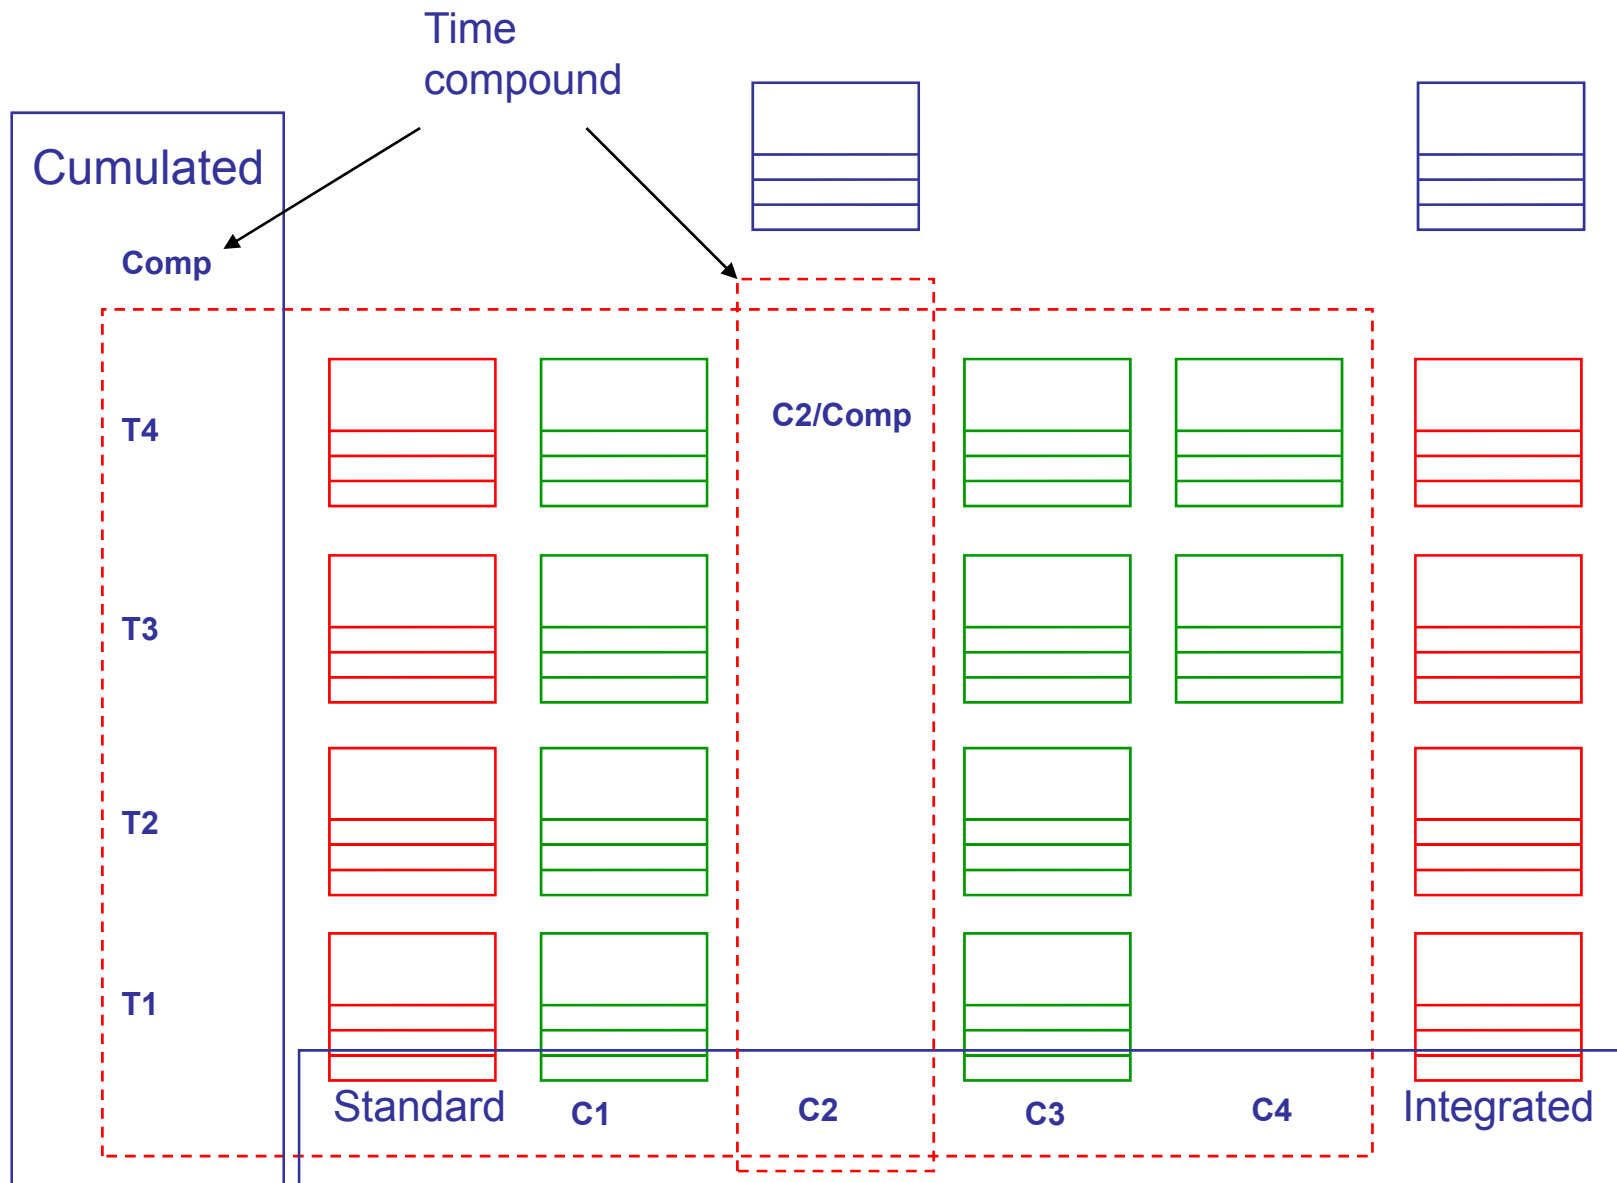 Time
compound
Cumulated
Comp
T4
C2/Comp
T3
T2
T1
Standard
C1
C2
C3
C4
Integrated